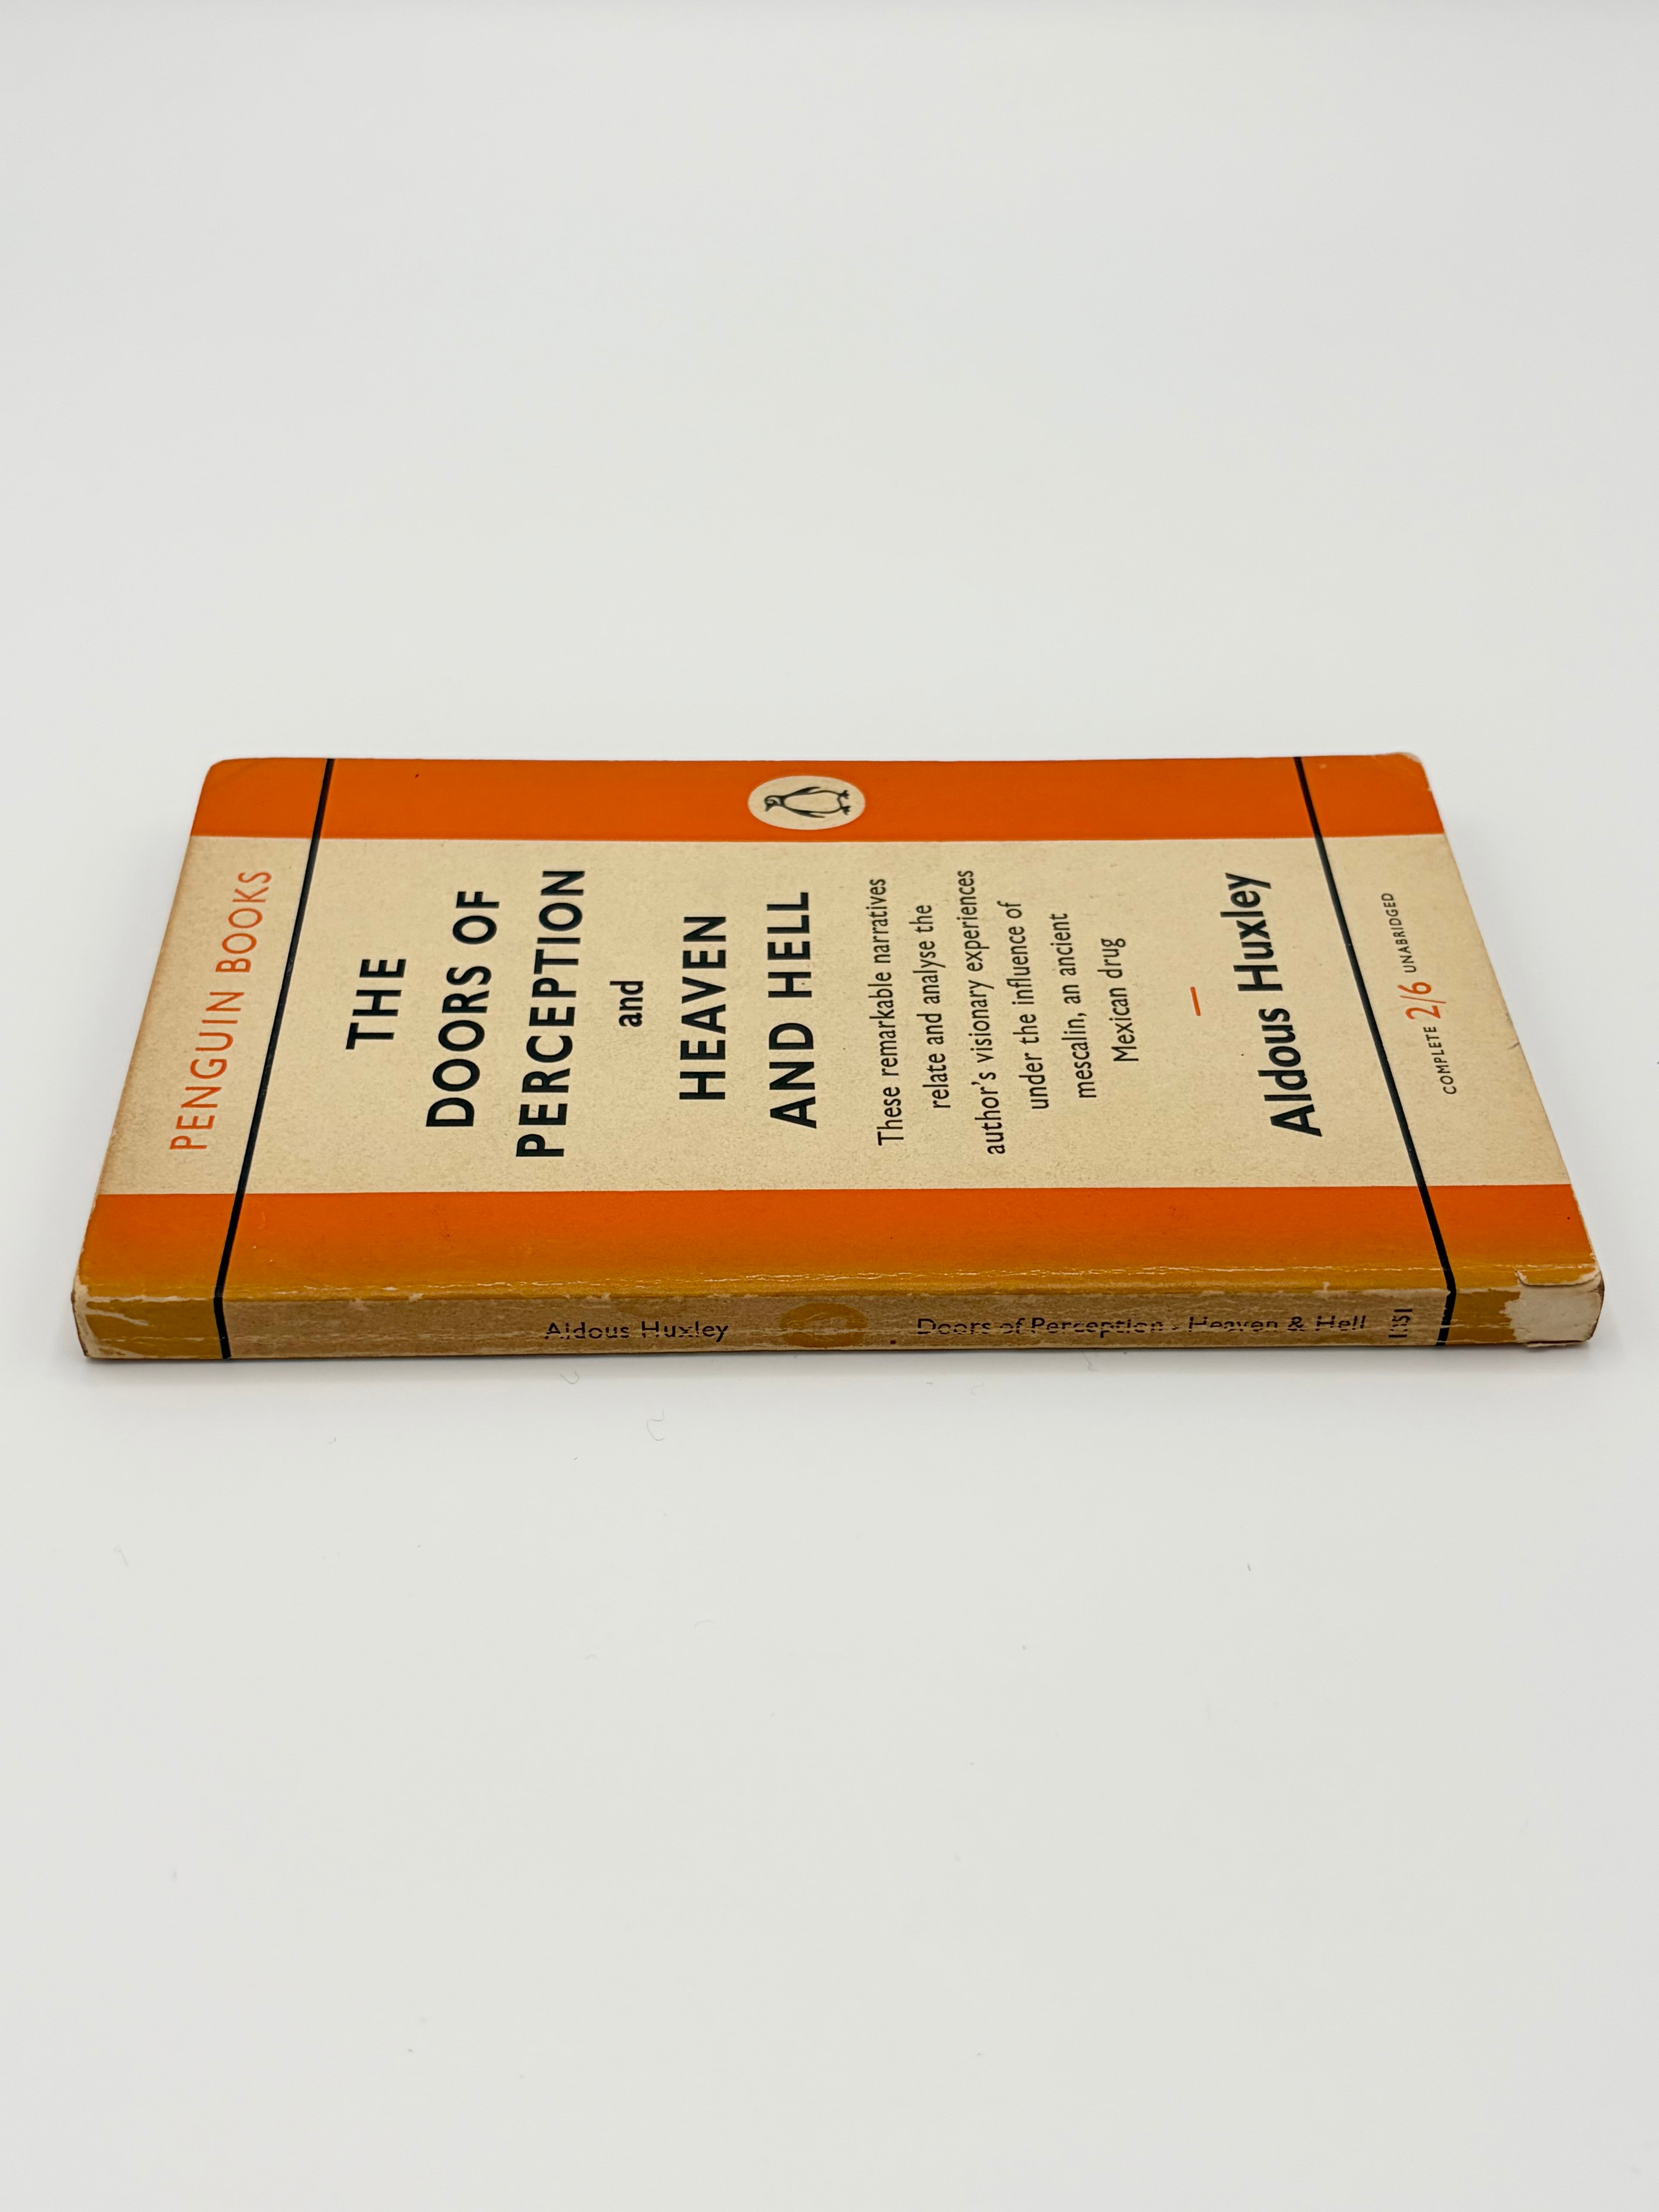 PENGUIN BOOKS
THE
DOORS OF
PERCEPTION
and
HEAVEN
AND HELL
These remarkable narratives
relate and analyse the
author's visionary experiences
under the influence of
mescalin, an ancient
Mexican drug
Aldous Huxley
COMPLETE 2/6 UNABRIDGED
Aldous Huxley
Doors of Perception · Heaven & Hell
1351